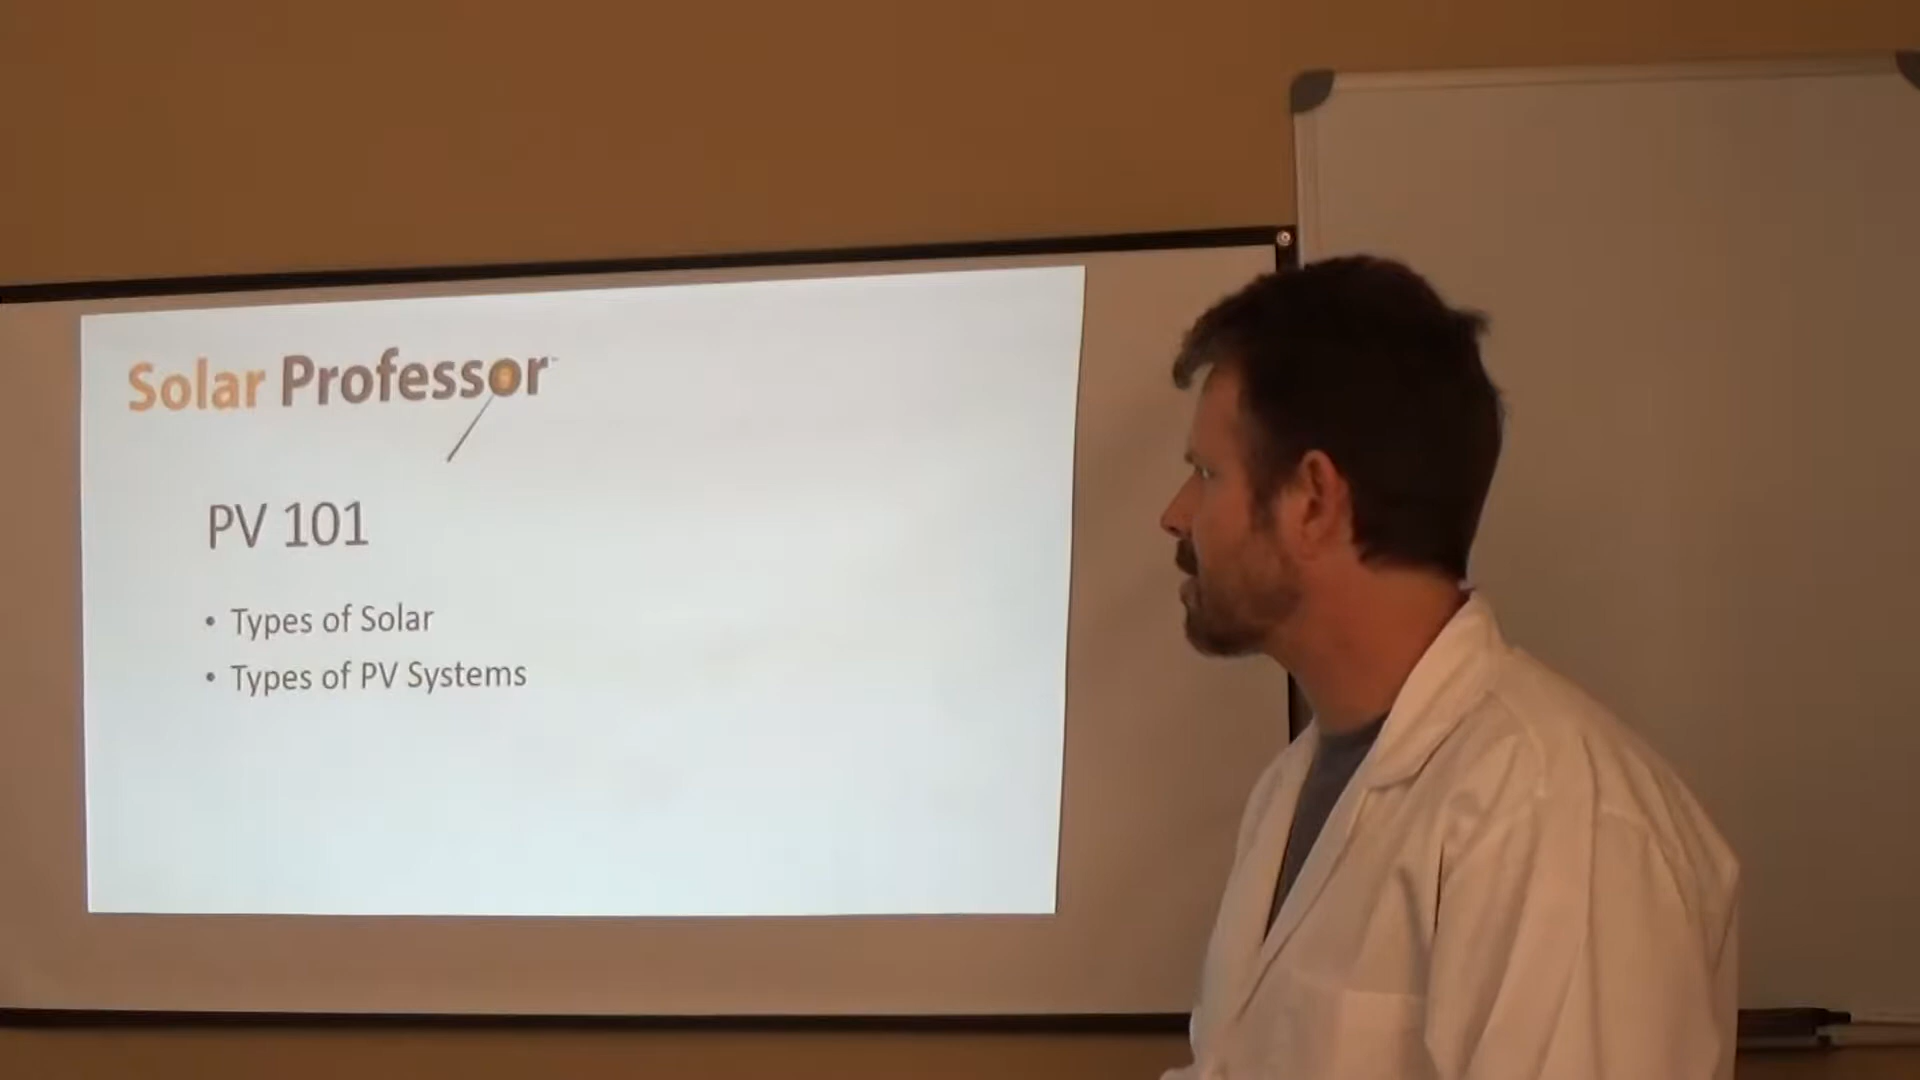 Solar Professor
PV 101
• Types of Solar
• Types of PV Systems